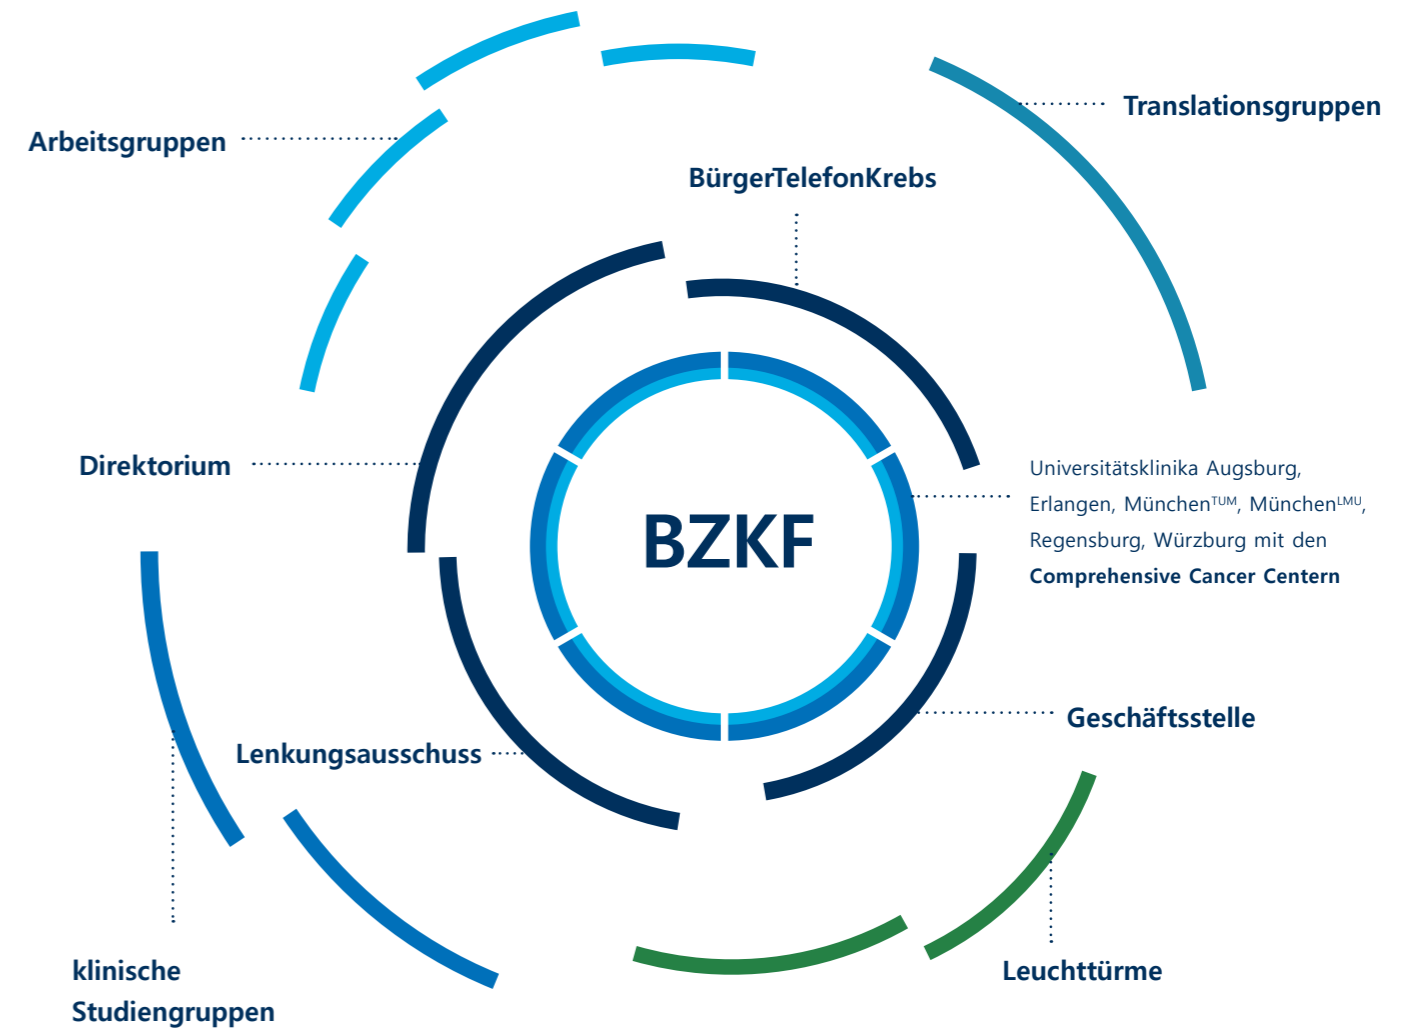 Translationsgruppen
Arbeitsgruppen
BürgerTelefonKrebs
Direktorium
Universitätsklinika Augsburg,
Erlangen, MünchenTUM, MünchenLMU,
Regensburg, Würzburg mit den
Comprehensive Cancer Centern
BZKF
Geschäftsstelle
Lenkungsausschuss
klinische
Studiengruppen
Leuchttürme